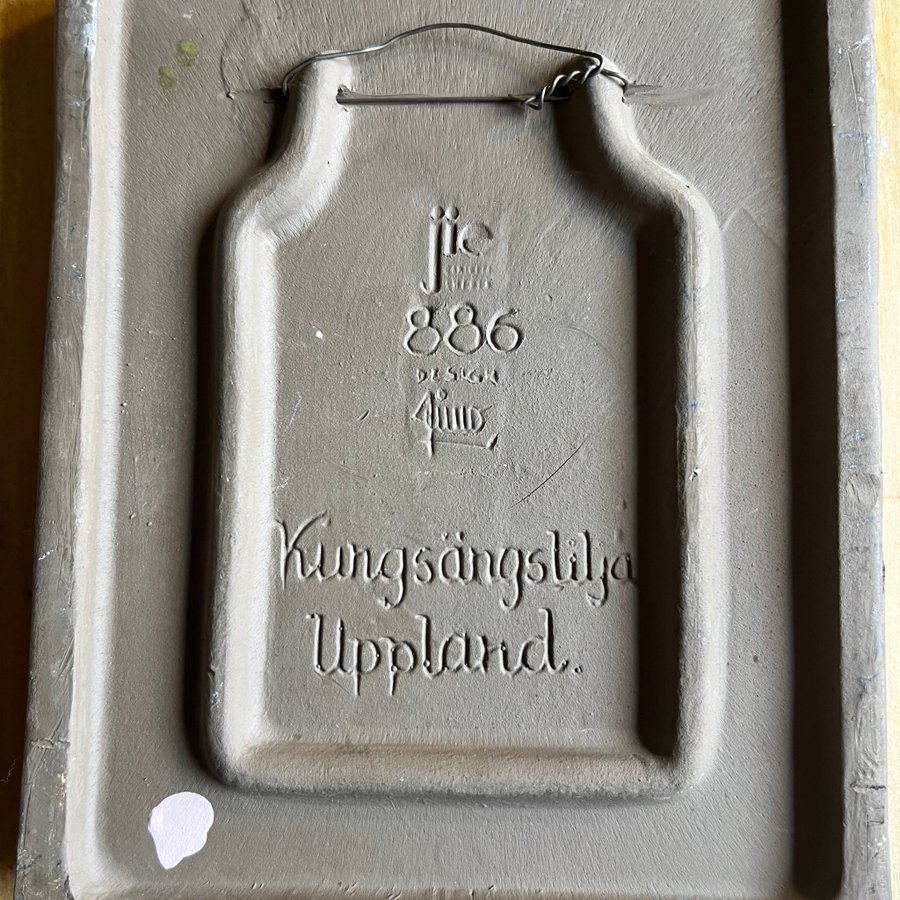 jie
886
DESIGN
Kungsängslilja
Uppland.